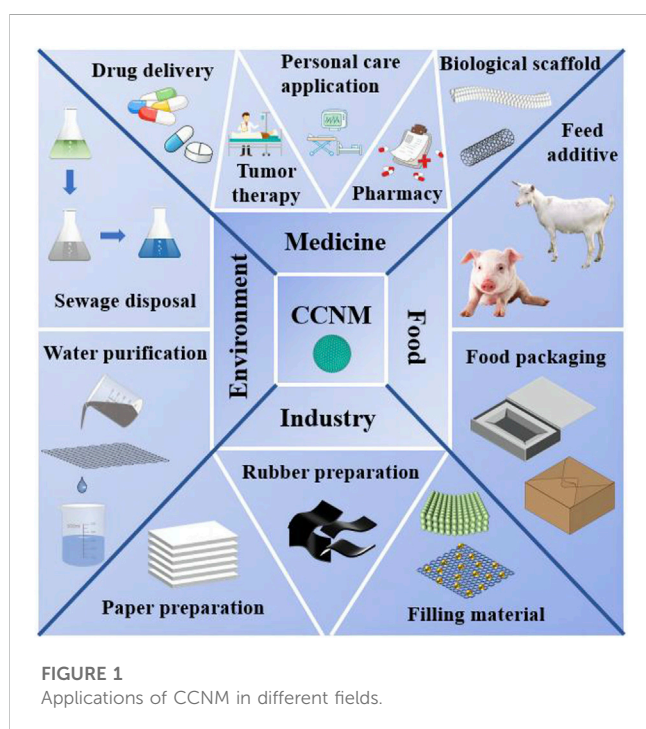 Drug delivery
Personal care
application
Biological scaffold
Feed
additive
Tumor
therapy
Pharmacy
Sewage disposal
Medicine
Environment
CCNM
Food
Industry
Water purification
Food packaging
Rubber preparation
Paper preparation
Filling material
FIGURE 1
Applications of CCNM in different fields.